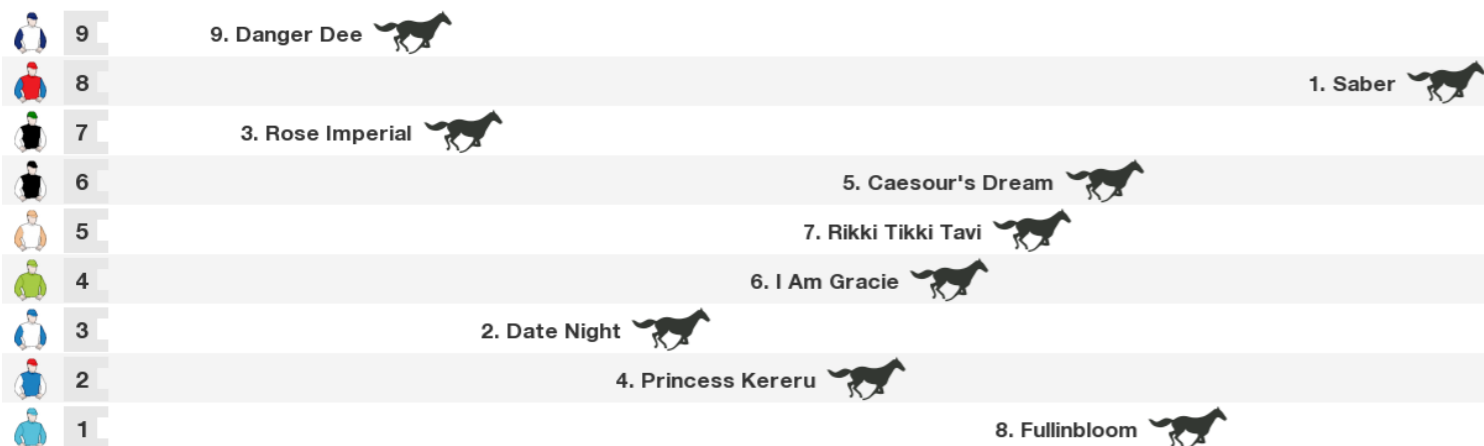 9 9. Danger Dee
8 1. Saber
7 3. Rose Imperial
6 5. Caesour's Dream
5 7. Rikki Tikki Tavi
4 6. I Am Gracie
3 2. Date Night
2 4. Princess Kereru
1 8. Fullinbloom